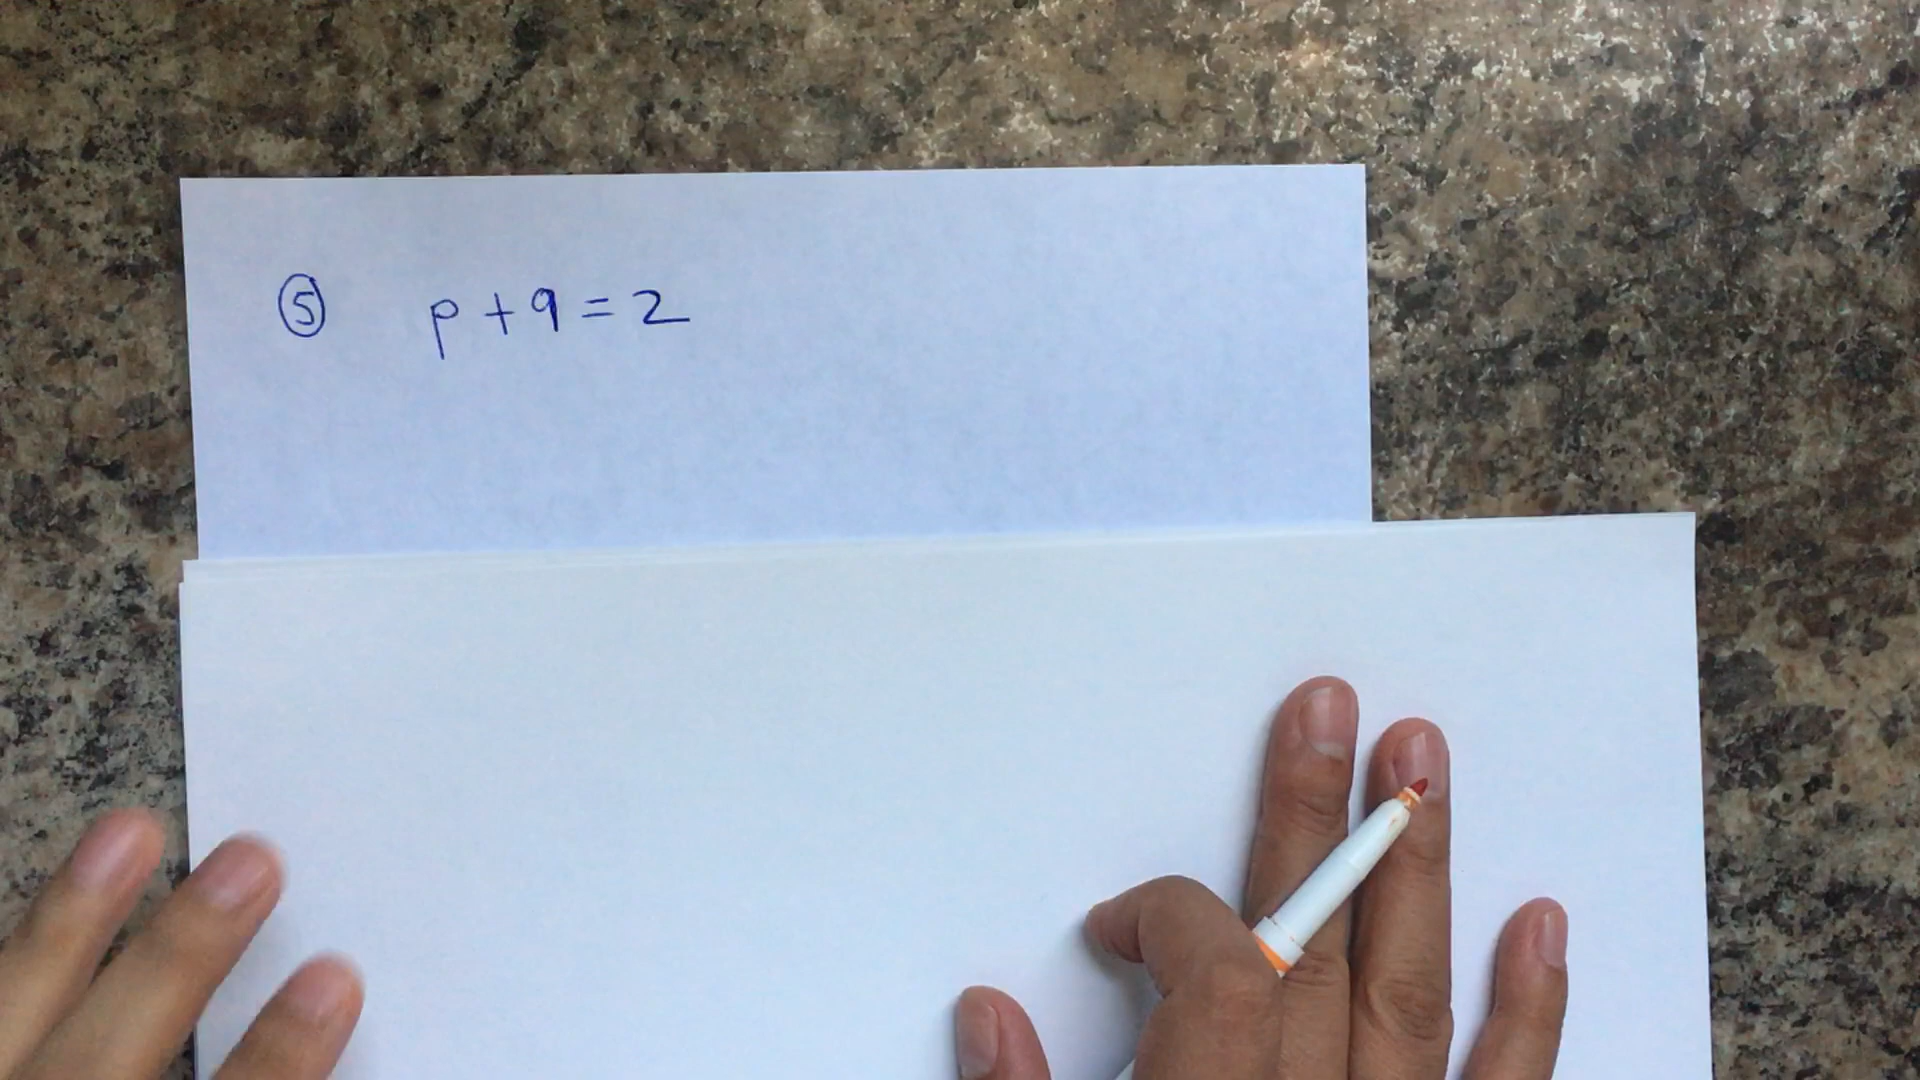 ⑤ p + 9 = 2